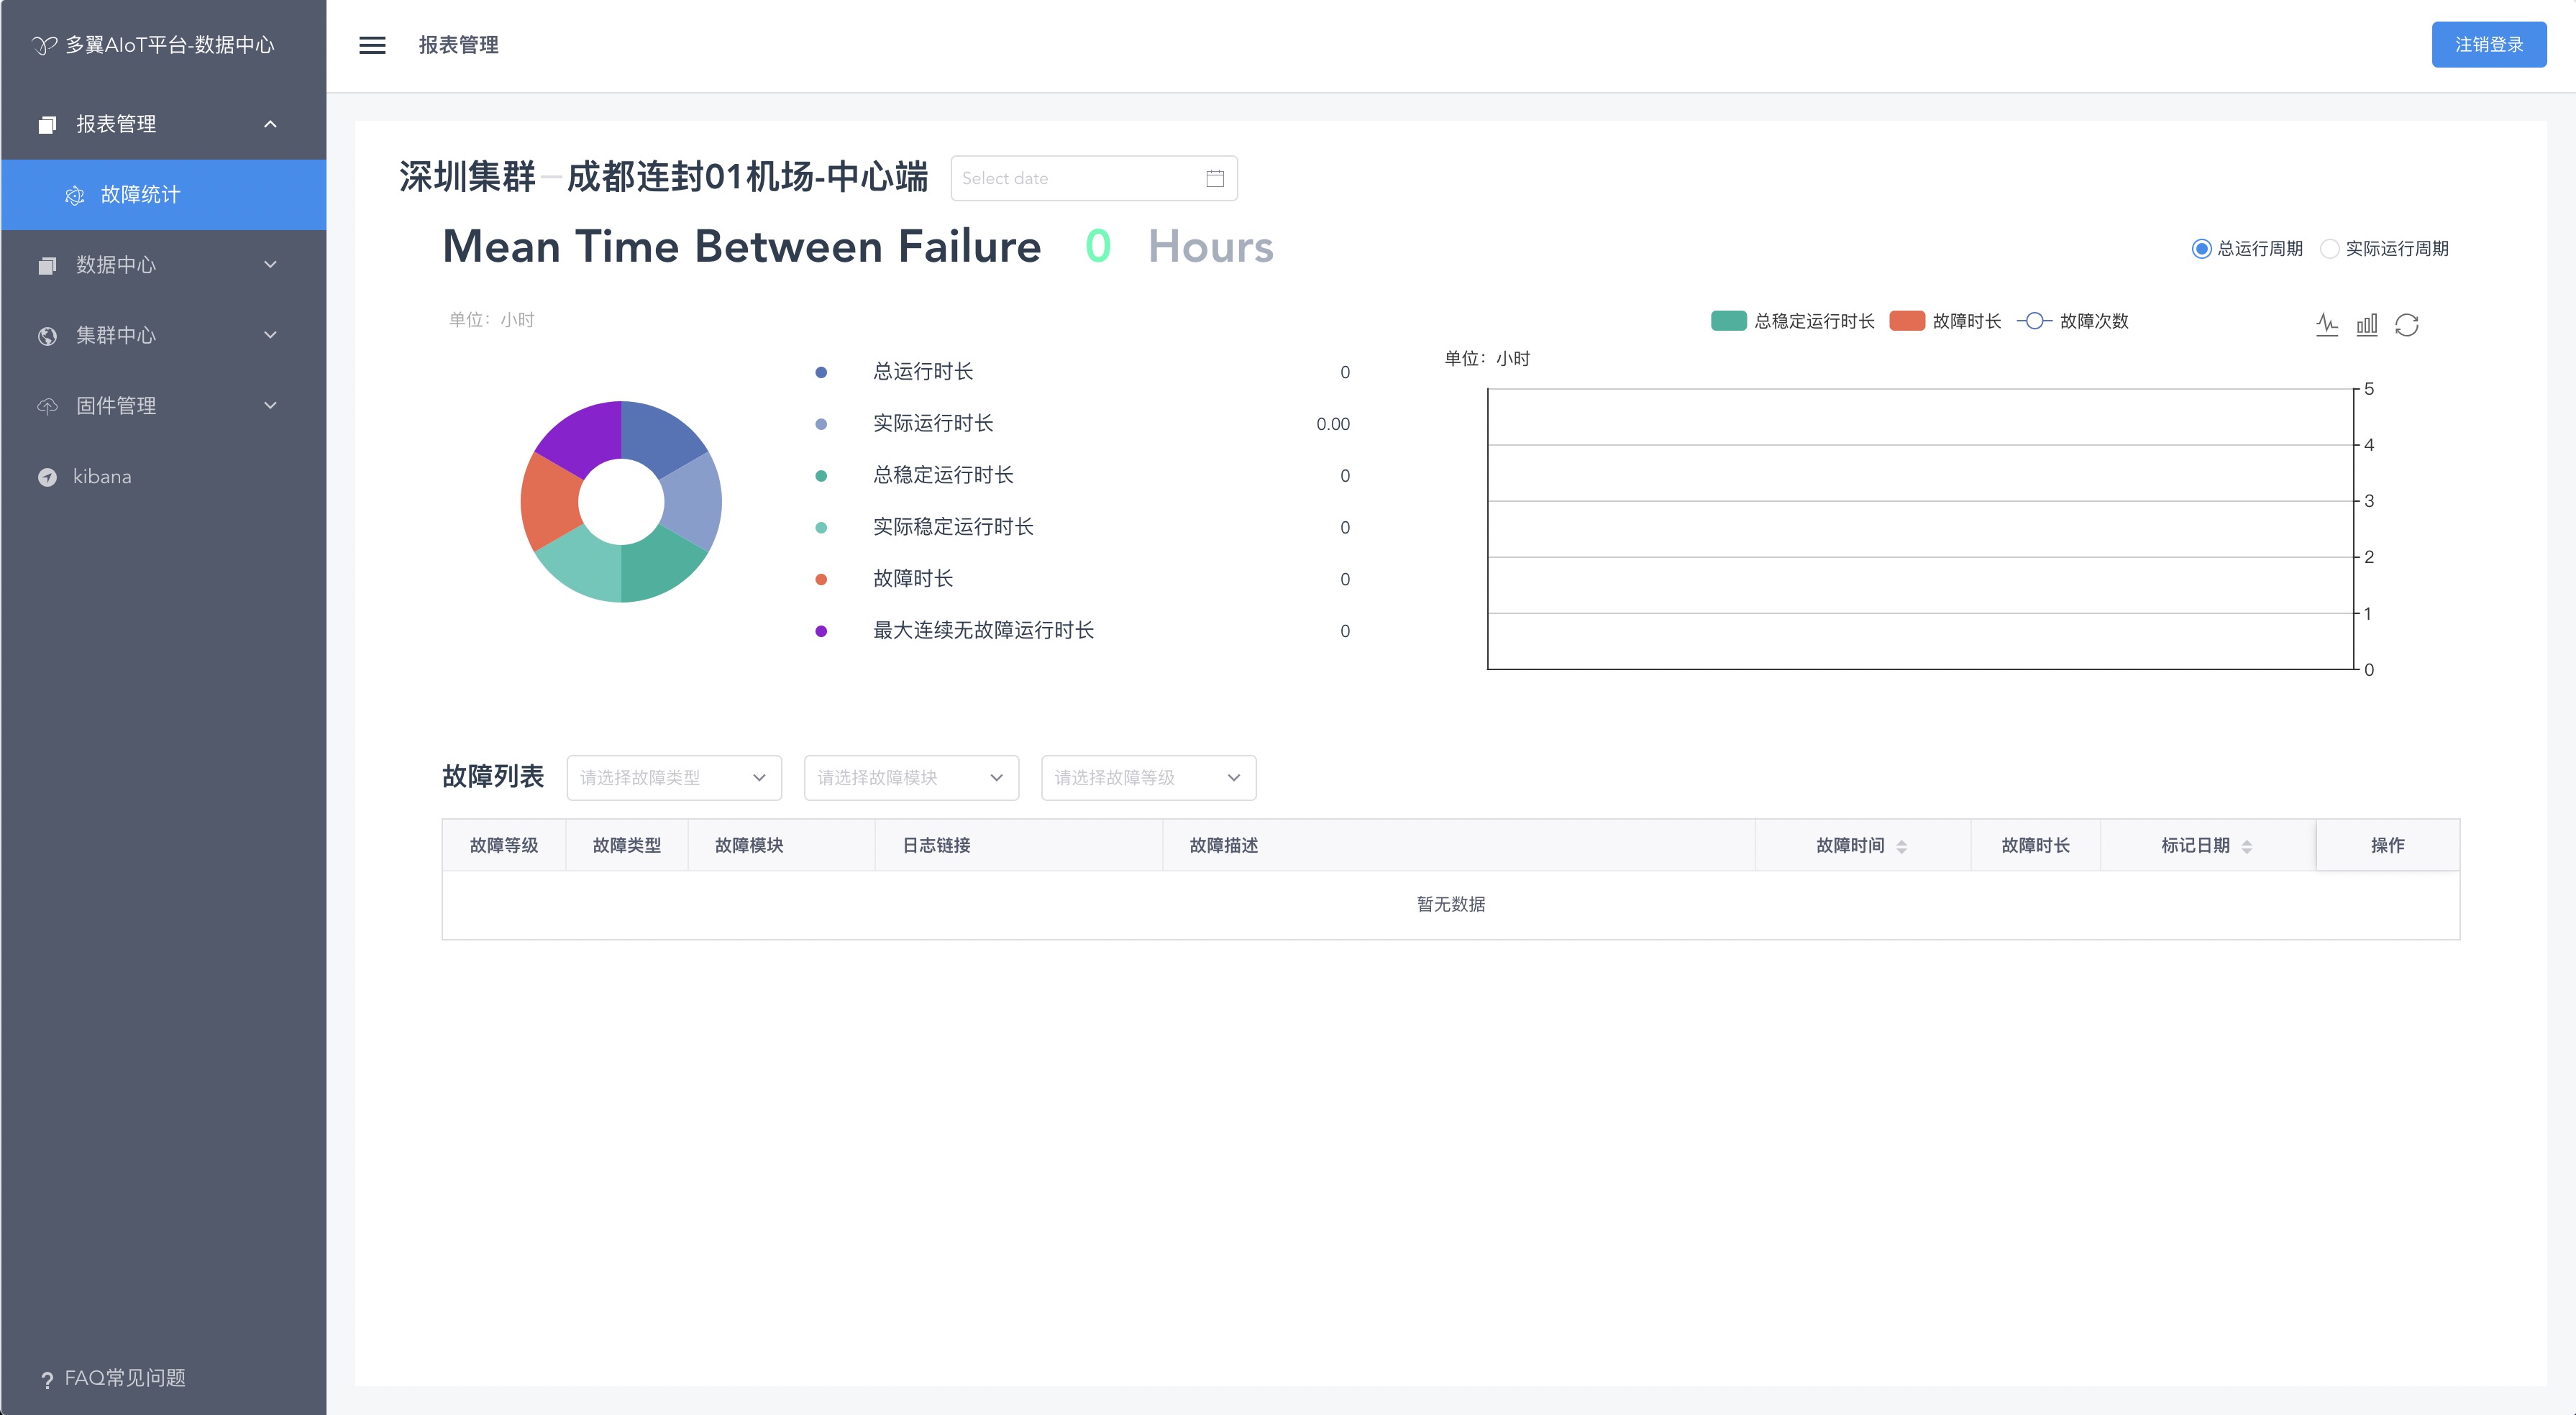 多翼AIoT平台-数据中心
报表管理
注销登录
报表管理
故障统计
数据中心
集群中心
固件管理
kibana
? FAQ常见问题
深圳集群—成都连封01机场-中心端 Select date
Mean Time Between Failure 0 Hours
总运行周期 实际运行周期
单位：小时
总运行时长 0
实际运行时长 0.00
总稳定运行时长 0
实际稳定运行时长 0
故障时长 0
最大连续无故障运行时长 0
总稳定运行时长 故障时长 故障次数
单位：小时
5
4
3
2
1
0
故障列表 请选择故障类型 请选择故障模块 请选择故障等级
故障等级 故障类型 故障模块 日志链接 故障描述 故障时间 故障时长 标记日期 操作
暂无数据